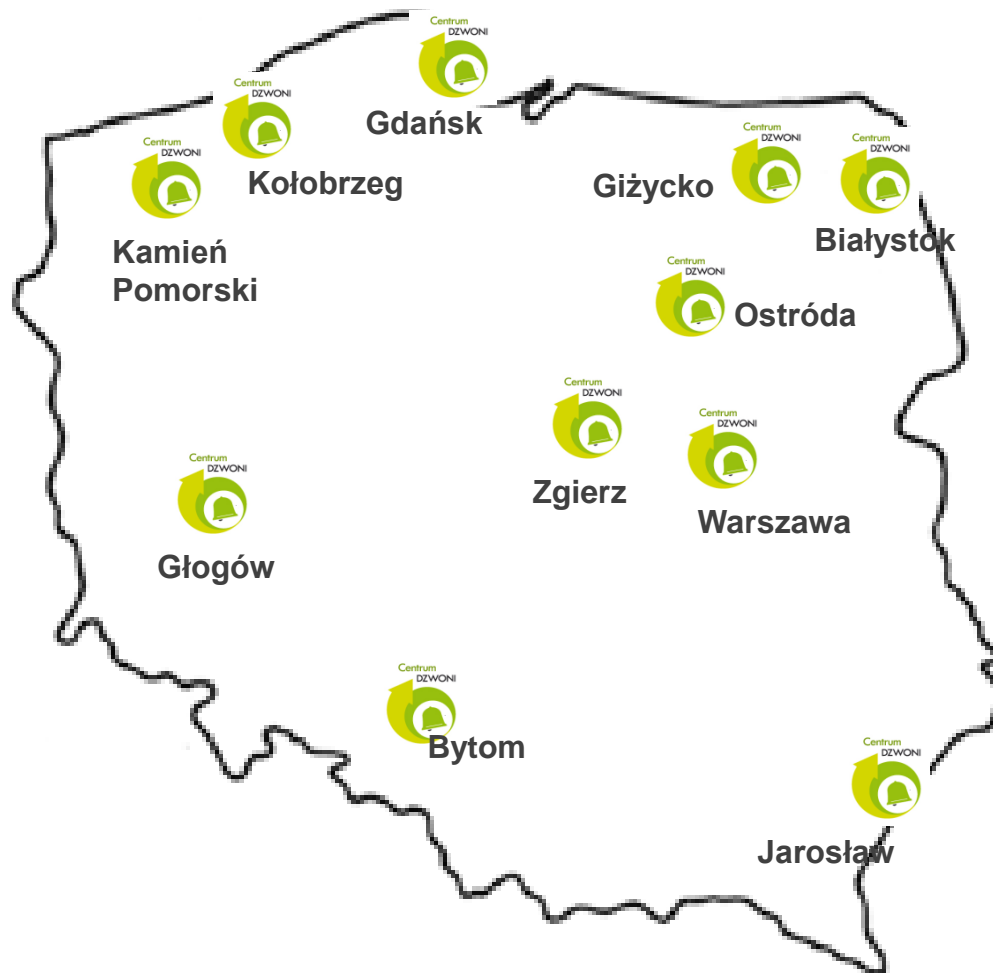 Centrum
DZWONI
Gdańsk
Centrum
DZWONI
Kołobrzeg
Centrum
DZWONI
Kamień
Pomorski
Centrum
DZWONI
Giżycko
Centrum
DZWONI
Białystok
Centrum
DZWONI
Ostróda
Centrum
DZWONI
Zgierz
Centrum
DZWONI
Warszawa
Centrum
DZWONI
Głogów
Centrum
DZWONI
Bytom
Centrum
DZWONI
Jarosław